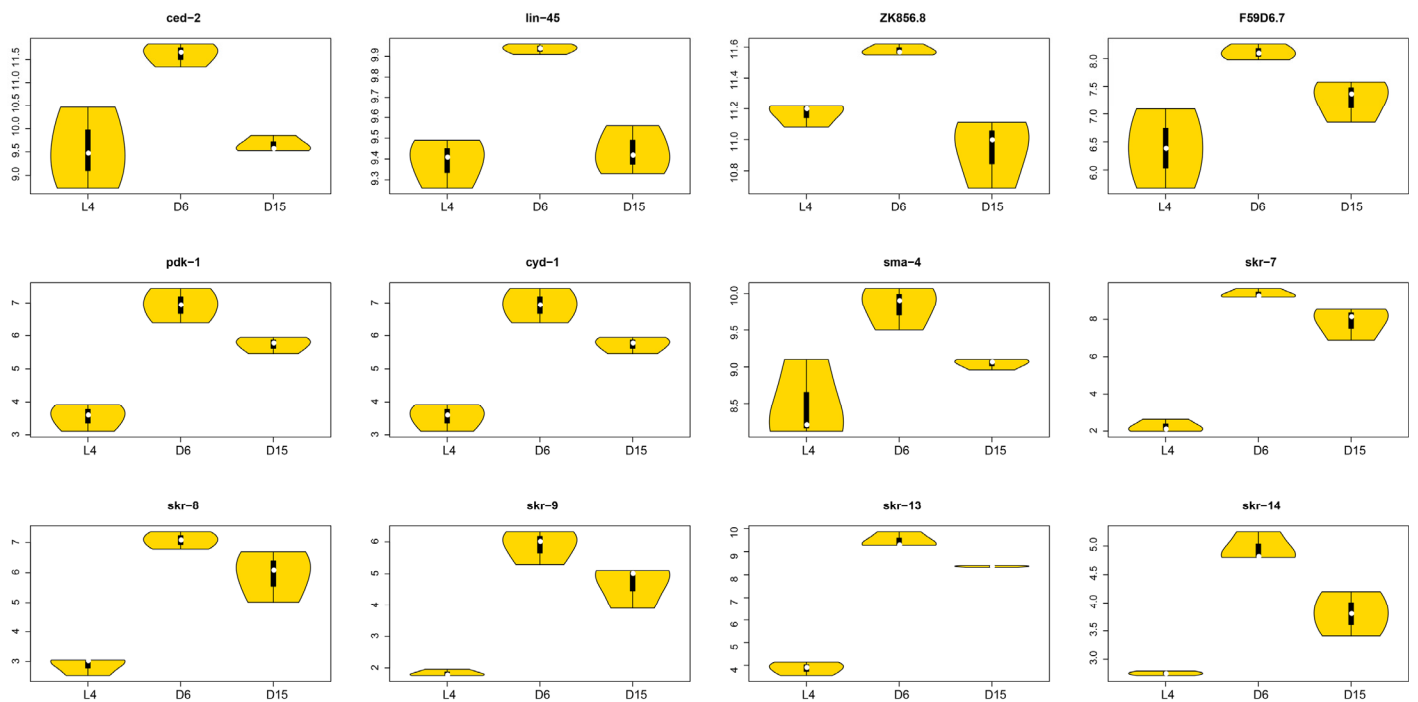 ced-2 lin-45 ZK856.8 F59D6.7
9.0 9.5 10.0 10.5 11.0 11.5
9.3 9.4 9.5 9.6 9.7 9.8 9.9
10.8 11.0 11.2 11.4 11.6
6.0 6.5 7.0 7.5 8.0
L4 D6 D15 L4 D6 D15 L4 D6 D15 L4 D6 D15
pdk-1 cyd-1 sma-4 skr-7
3 4 5 6 7
3 4 5 6 7
8.5 9.0 9.5 10.0
2 4 6 8
L4 D6 D15 L4 D6 D15 L4 D6 D15 L4 D6 D15
skr-8 skr-9 skr-13 skr-14
3 4 5 6 7
2 3 4 5 6
4 5 6 7 8 9 10
3.0 3.5 4.0 4.5 5.0
L4 D6 D15 L4 D6 D15 L4 D6 D15 L4 D6 D15